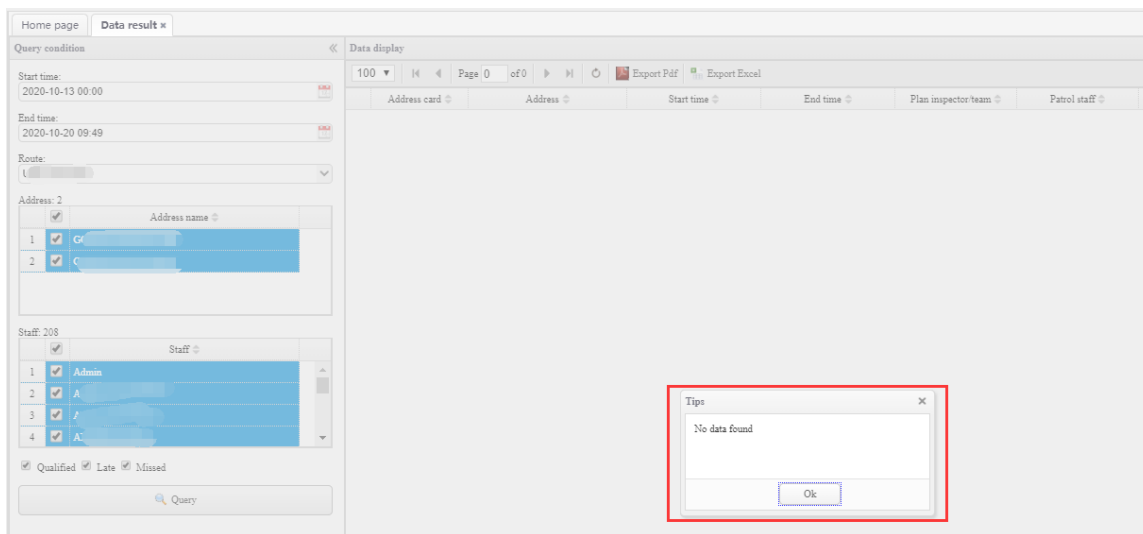 Home page
Data result ×
Query condition
Start time:
2020-10-13 00:00
End time:
2020-10-20 09:49
Route:
Address: 2
Address name
1
2
Staff: 208
Staff
1 Admin
2 A
3
4
Qualified Late Missed
Query
Data display
100 Page 0 of 0 Export Pdf Export Excel
Address card Address Start time End time Plan inspector/team Patrol staff
Tips ×
No data found
Ok